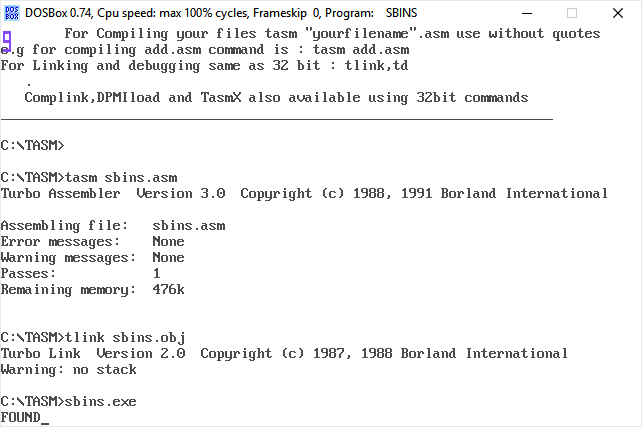 DOSBox 0.74, Cpu speed: max 100% cycles, Frameskip 0, Program: SBINS
9
For Compiling your files tasm "yourfilename".asm use without quotes
e.g for compiling add.asm command is : tasm add.asm
For Linking and debugging same as 32 bit : tlink,td
.
Complink,DPMIload and TasmX also available using 32bit commands
C:\TASM>
C:\TASM>tasm sbins.asm
Turbo Assembler Version 3.0 Copyright (c) 1988, 1991 Borland International
Assembling file: sbins.asm
Error messages: None
Warning messages: None
Passes: 1
Remaining memory: 476k
C:\TASM>tlink sbins.obj
Turbo Link Version 2.0 Copyright (c) 1987, 1988 Borland International
Warning: no stack
C:\TASM>sbins.exe
FOUND_